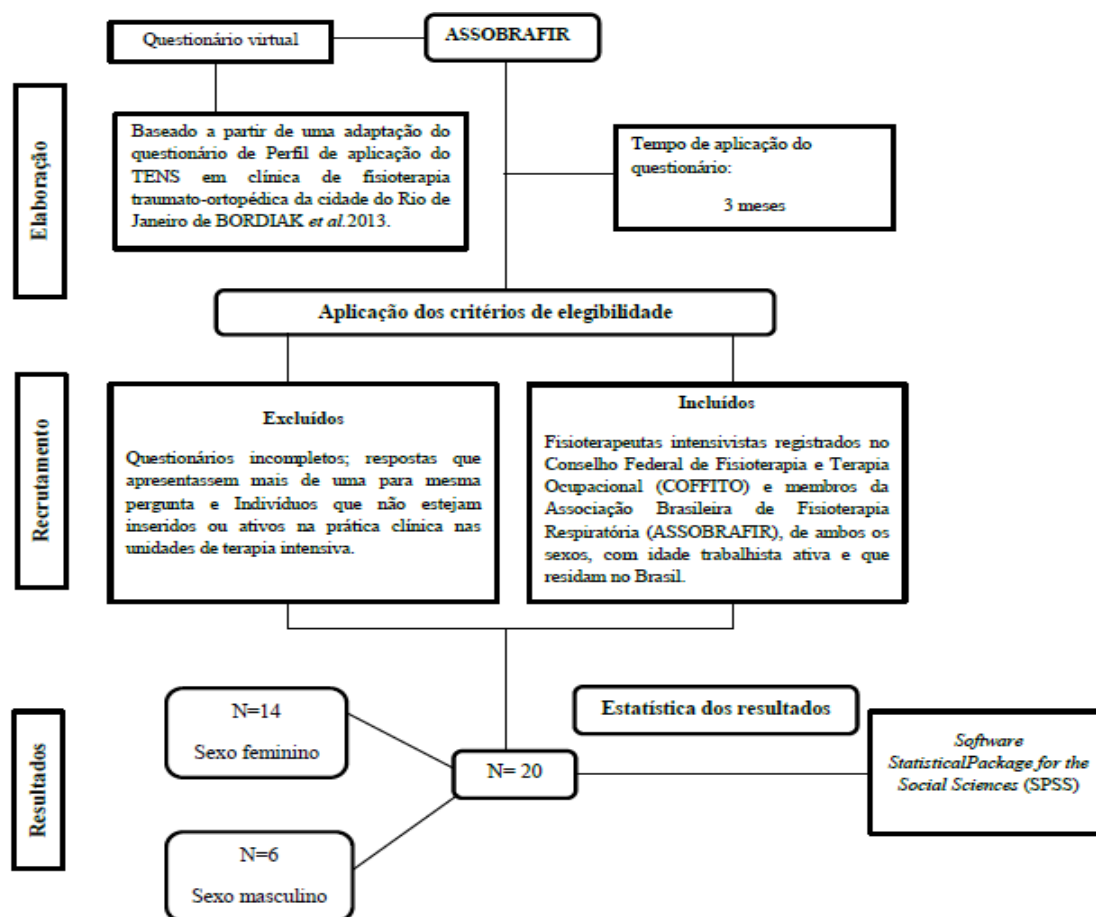 Questionário virtual
ASSOBRAFIR
Elaboração
Baseado a partir de uma adaptação do
questionário de Perfil de aplicação do
TENS em clínica de fisioterapia
traumato-ortopédica da cidade do Rio de
Janeiro de BORDIAK et al.2013.
Tempo de aplicação do
questionário:
3 meses
Aplicação dos critérios de elegibilidade
Recrutamento
Excluídos
Questionários incompletos; respostas que
apresentassem mais de uma para mesma
pergunta e Indivíduos que não estejam
inseridos ou ativos na prática clínica nas
unidades de terapia intensiva.
Incluídos
Fisioterapeutas intensivistas registrados no
Conselho Federal de Fisioterapia e Terapia
Ocupacional (COFFITO) e membros da
Associação Brasileira de Fisioterapia
Respiratória (ASSOBRAFIR), de ambos os
sexos, com idade trabalhista ativa e que
residam no Brasil.
Resultados
N=14
Sexo feminino
N=6
Sexo masculino
N= 20
Estatística dos resultados
Software
StatisticalPackage for the
Social Sciences (SPSS)